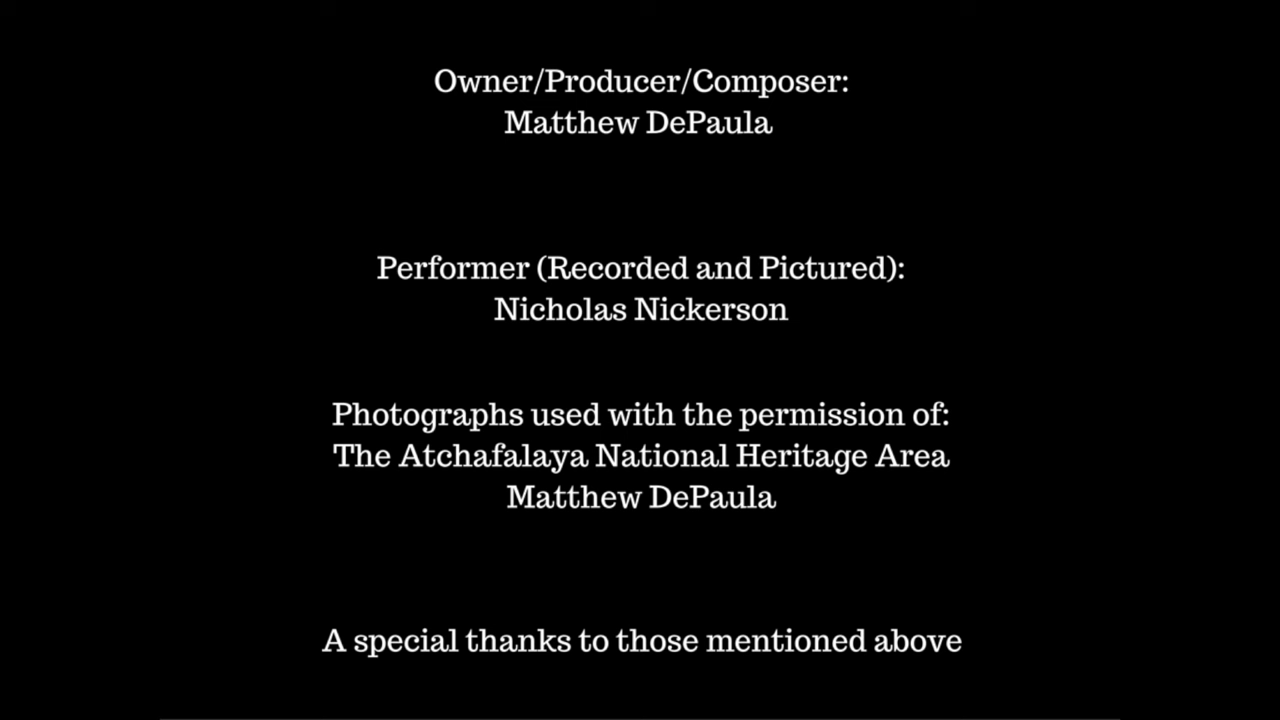 Owner/Producer/Composer:
Matthew DePaula
Performer (Recorded and Pictured):
Nicholas Nickerson
Photographs used with the permission of:
The Atchafalaya National Heritage Area
Matthew DePaula
A special thanks to those mentioned above